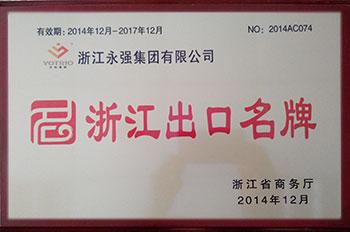 有效期:2014年12月-2017年12月 NO: 2014AC074
YOTRIO
浙江永强集团有限公司
浙江出口名牌
浙江省商务厅
2014年12月